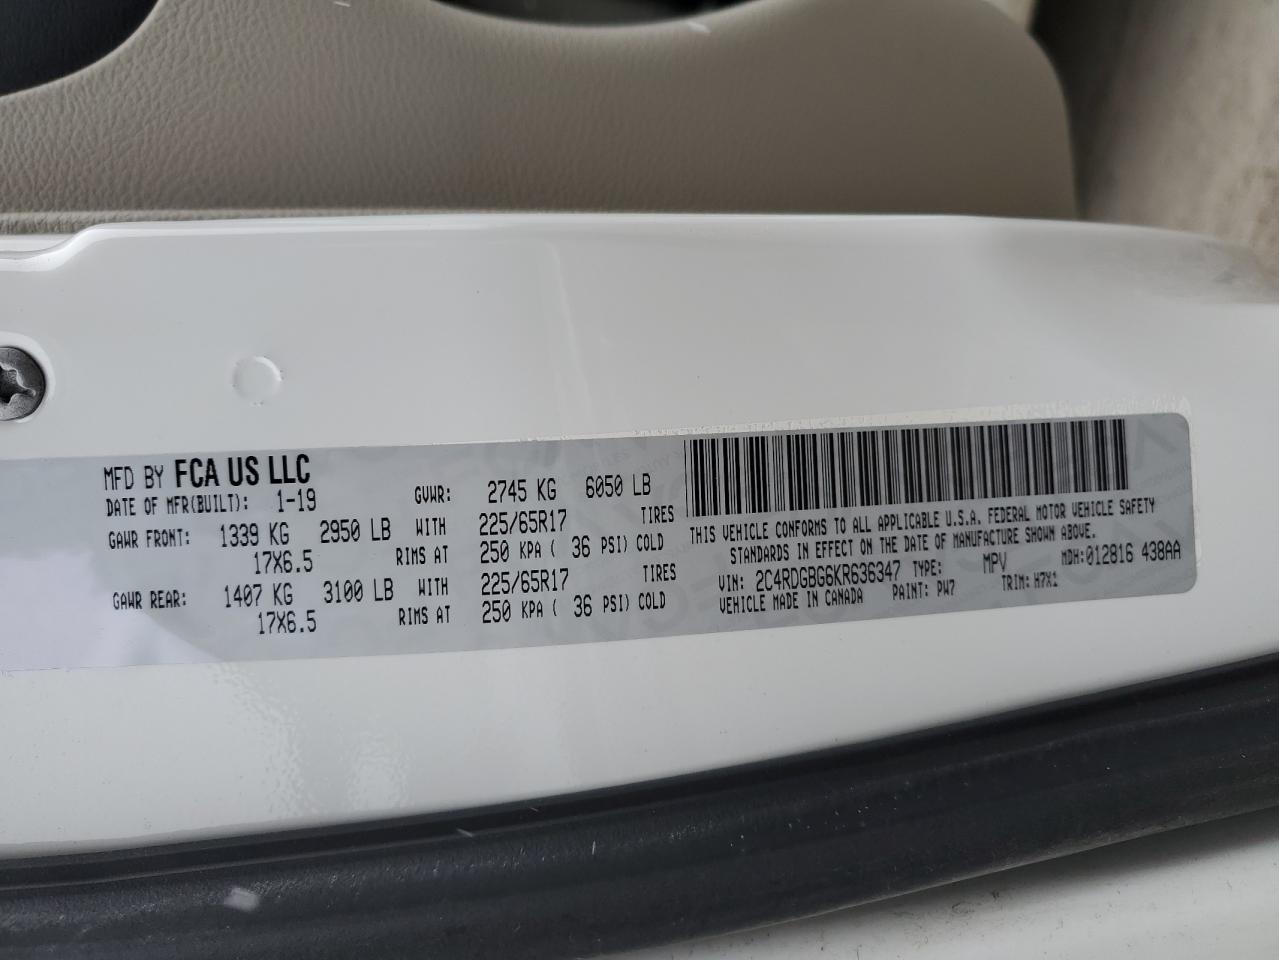 MFD BY FCA US LLC
DATE OF MFR(BUILT): 1-19 GVWR: 2745 KG 6050 LB
GAWR FRONT: 1339 KG 2950 LB WITH 225/65R17 TIRES
17X6.5 RIMS AT 250 KPA ( 36 PSI) COLD
GAWR REAR: 1407 KG 3100 LB WITH 225/65R17 TIRES
17X6.5 RIMS AT 250 KPA ( 36 PSI) COLD
THIS VEHICLE CONFORMS TO ALL APPLICABLE U.S.A. FEDERAL MOTOR VEHICLE SAFETY
STANDARDS IN EFFECT ON THE DATE OF MANUFACTURE SHOWN ABOVE.
VIN: 2C4RDGBG6KR636347 TYPE: MPV MDH:012816 438AA
VEHICLE MADE IN CANADA PAINT: PW7 TRIM: H7X1